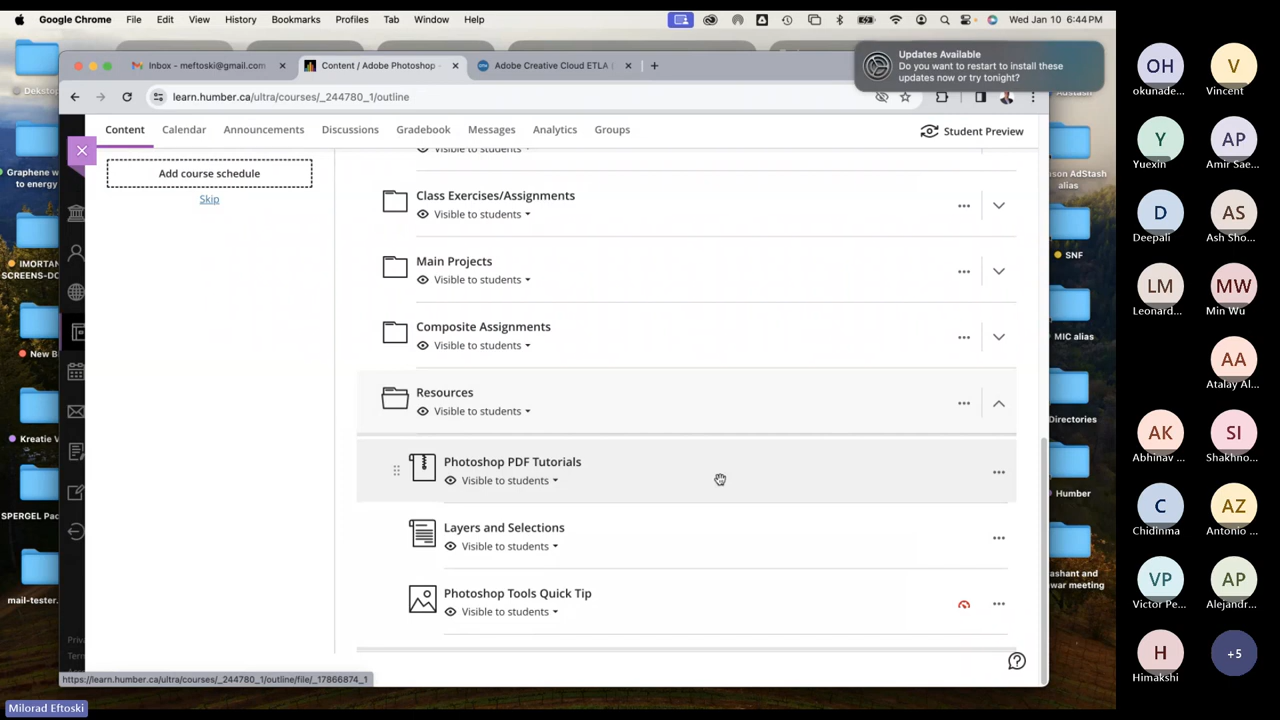 Google Chrome File Edit View History Bookmarks Profiles Tab Window Help Wed Jan 10 6:44 PM
Inbox - meftoski@gmail.com
Content / Adobe Photoshop
Adobe Creative Cloud ETLA
Updates Available
Do you want to restart to install these
updates now or try tonight?
learn.humber.ca/ultra/courses/_244780_1/outline
Content Calendar Announcements Discussions Gradebook Messages Analytics Groups Student Preview
Add course schedule
Skip
Visible to students
Class Exercises/Assignments
Visible to students
Main Projects
Visible to students
Composite Assignments
Visible to students
Resources
Visible to students
Photoshop PDF Tutorials
Visible to students
Layers and Selections
Visible to students
Photoshop Tools Quick Tip
Visible to students
https://learn.humber.ca/ultra/courses/_244780_1/outline/file/_17866874_1
Milorad Eftoski
Graphene w
to energy
IMORTAN
SCREENS-DO
New B
Kreatie V
SPERGEL Pac
mail-tester.
Priva
Term
Adstash
son AdStash
alias
SNF
MIC alias
Directories
Humber
rashant and
war meeting
OH
okunade...
V
Vincent
Y
Yuexin
AP
Amir Sae...
D
Deepali
AS
Ash Sho...
LM
Leonard...
MW
Min Wu
AA
Atalay Al...
AK
Abhinav ...
SI
Shakhno...
C
Chidinma
AZ
Antonio ...
VP
Victor Pe...
AP
Alejandr...
H
Himakshi
+5